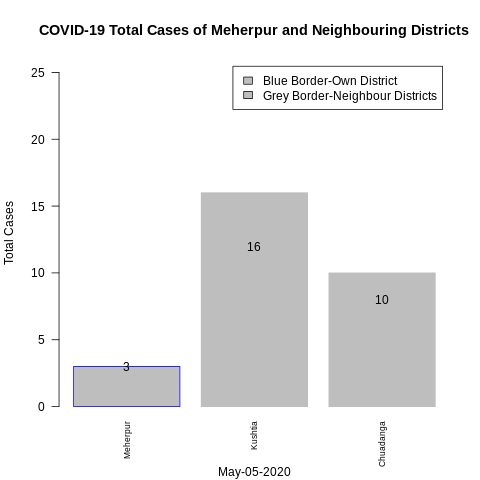 COVID-19 Total Cases of Meherpur and Neighbouring Districts
Blue Border-Own District
Grey Border-Neighbour Districts
Total Cases
25
20
15
10
5
0
3
16
10
Meherpur
Kushtia
Chuadanga
May-05-2020